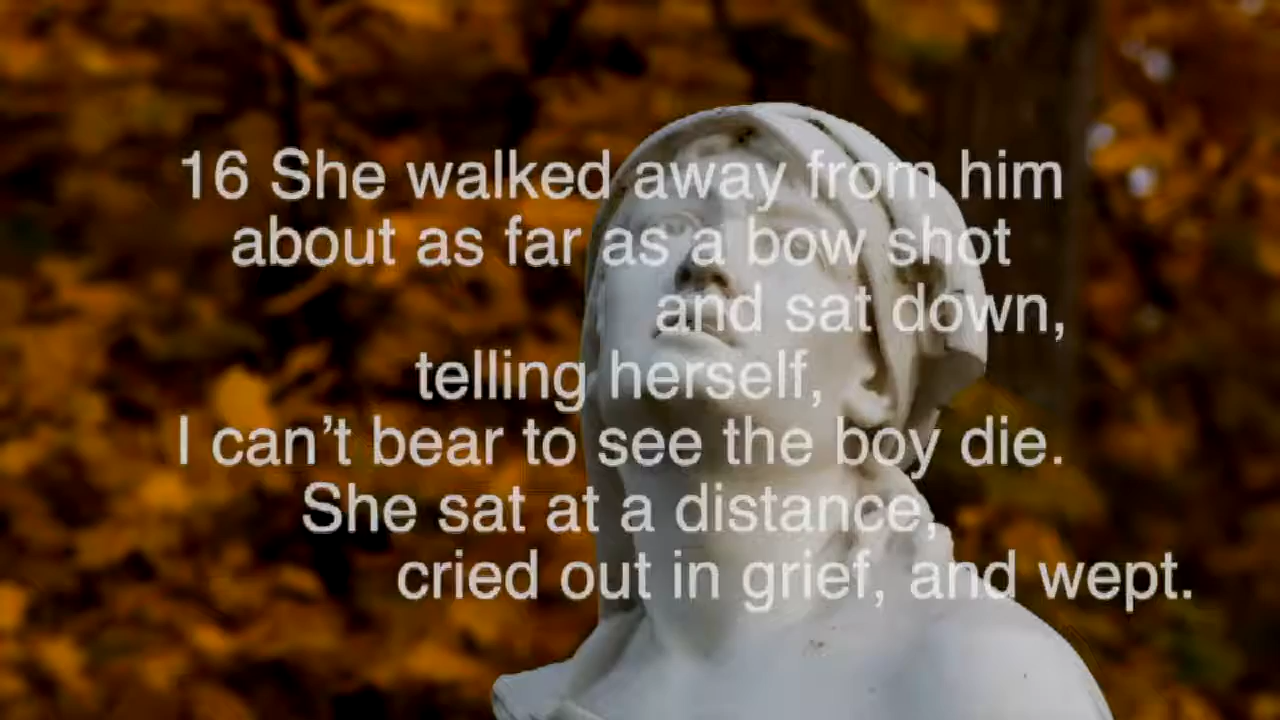 16 She walked away from him
about as far as a bow shot
and sat down,
telling herself,
I can’t bear to see the boy die.
She sat at a distance,
cried out in grief, and wept.